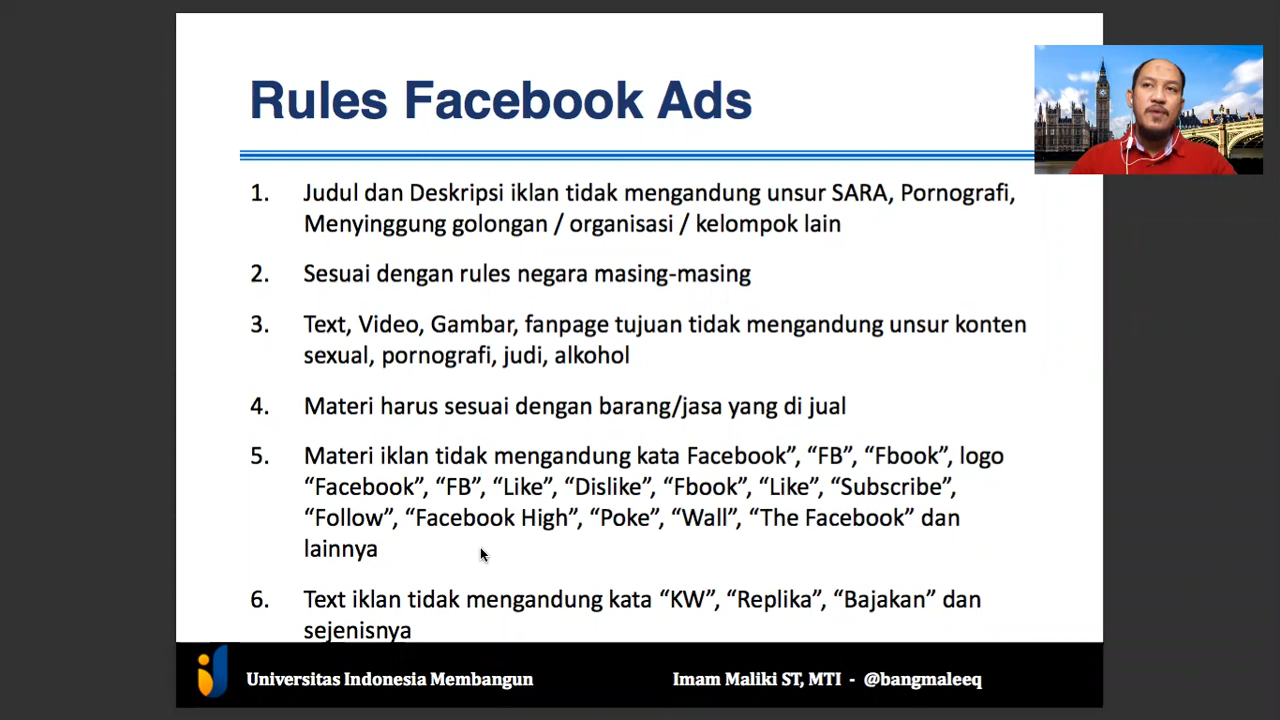 Rules Facebook Ads
1. Judul dan Deskripsi iklan tidak mengandung unsur SARA, Pornografi,
Menyinggung golongan / organisasi / kelompok lain
2. Sesuai dengan rules negara masing-masing
3. Text, Video, Gambar, fanpage tujuan tidak mengandung unsur konten
sexual, pornografi, judi, alkohol
4. Materi harus sesuai dengan barang/jasa yang di jual
5. Materi iklan tidak mengandung kata Facebook”, “FB”, “Fbook”, logo
“Facebook”, “FB”, “Like”, “Dislike”, “Fbook”, “Like”, “Subscribe”,
“Follow”, “Facebook High”, “Poke”, “Wall”, “The Facebook” dan
lainnya
6. Text iklan tidak mengandung kata “KW”, “Replika”, “Bajakan” dan
sejenisnya
Universitas Indonesia Membangun
Imam Maliki ST, MTI - @bangmaleeq